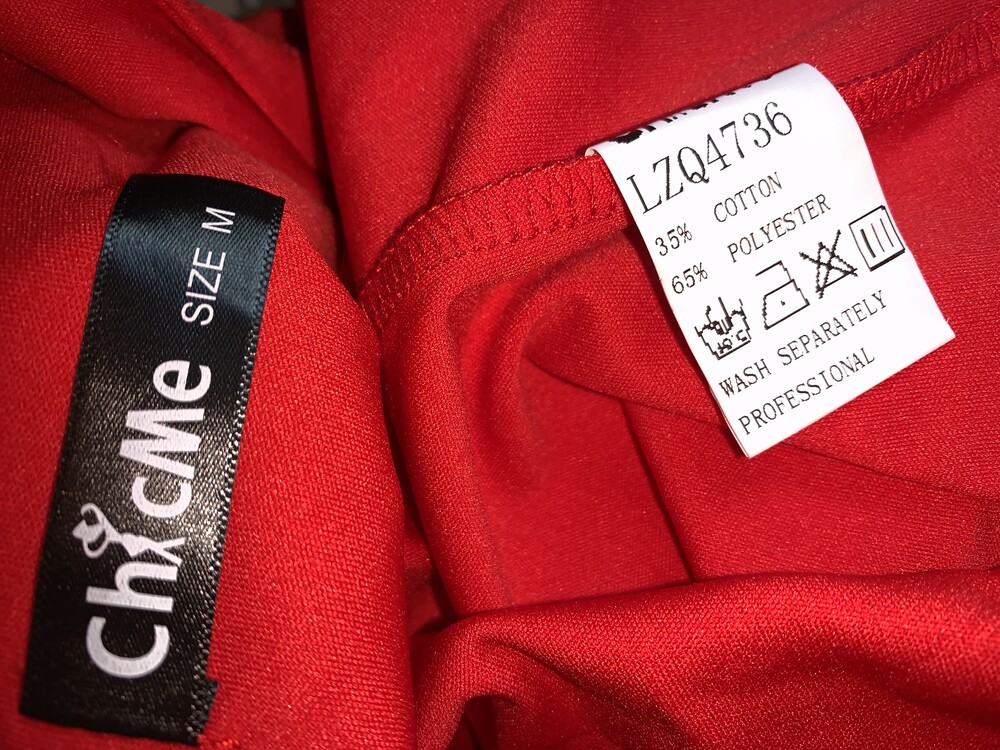 ChicMe SIZE M
LZQ4736
35% COTTON
65% POLYESTER
WASH SEPARATELY
PROFESSIONAL